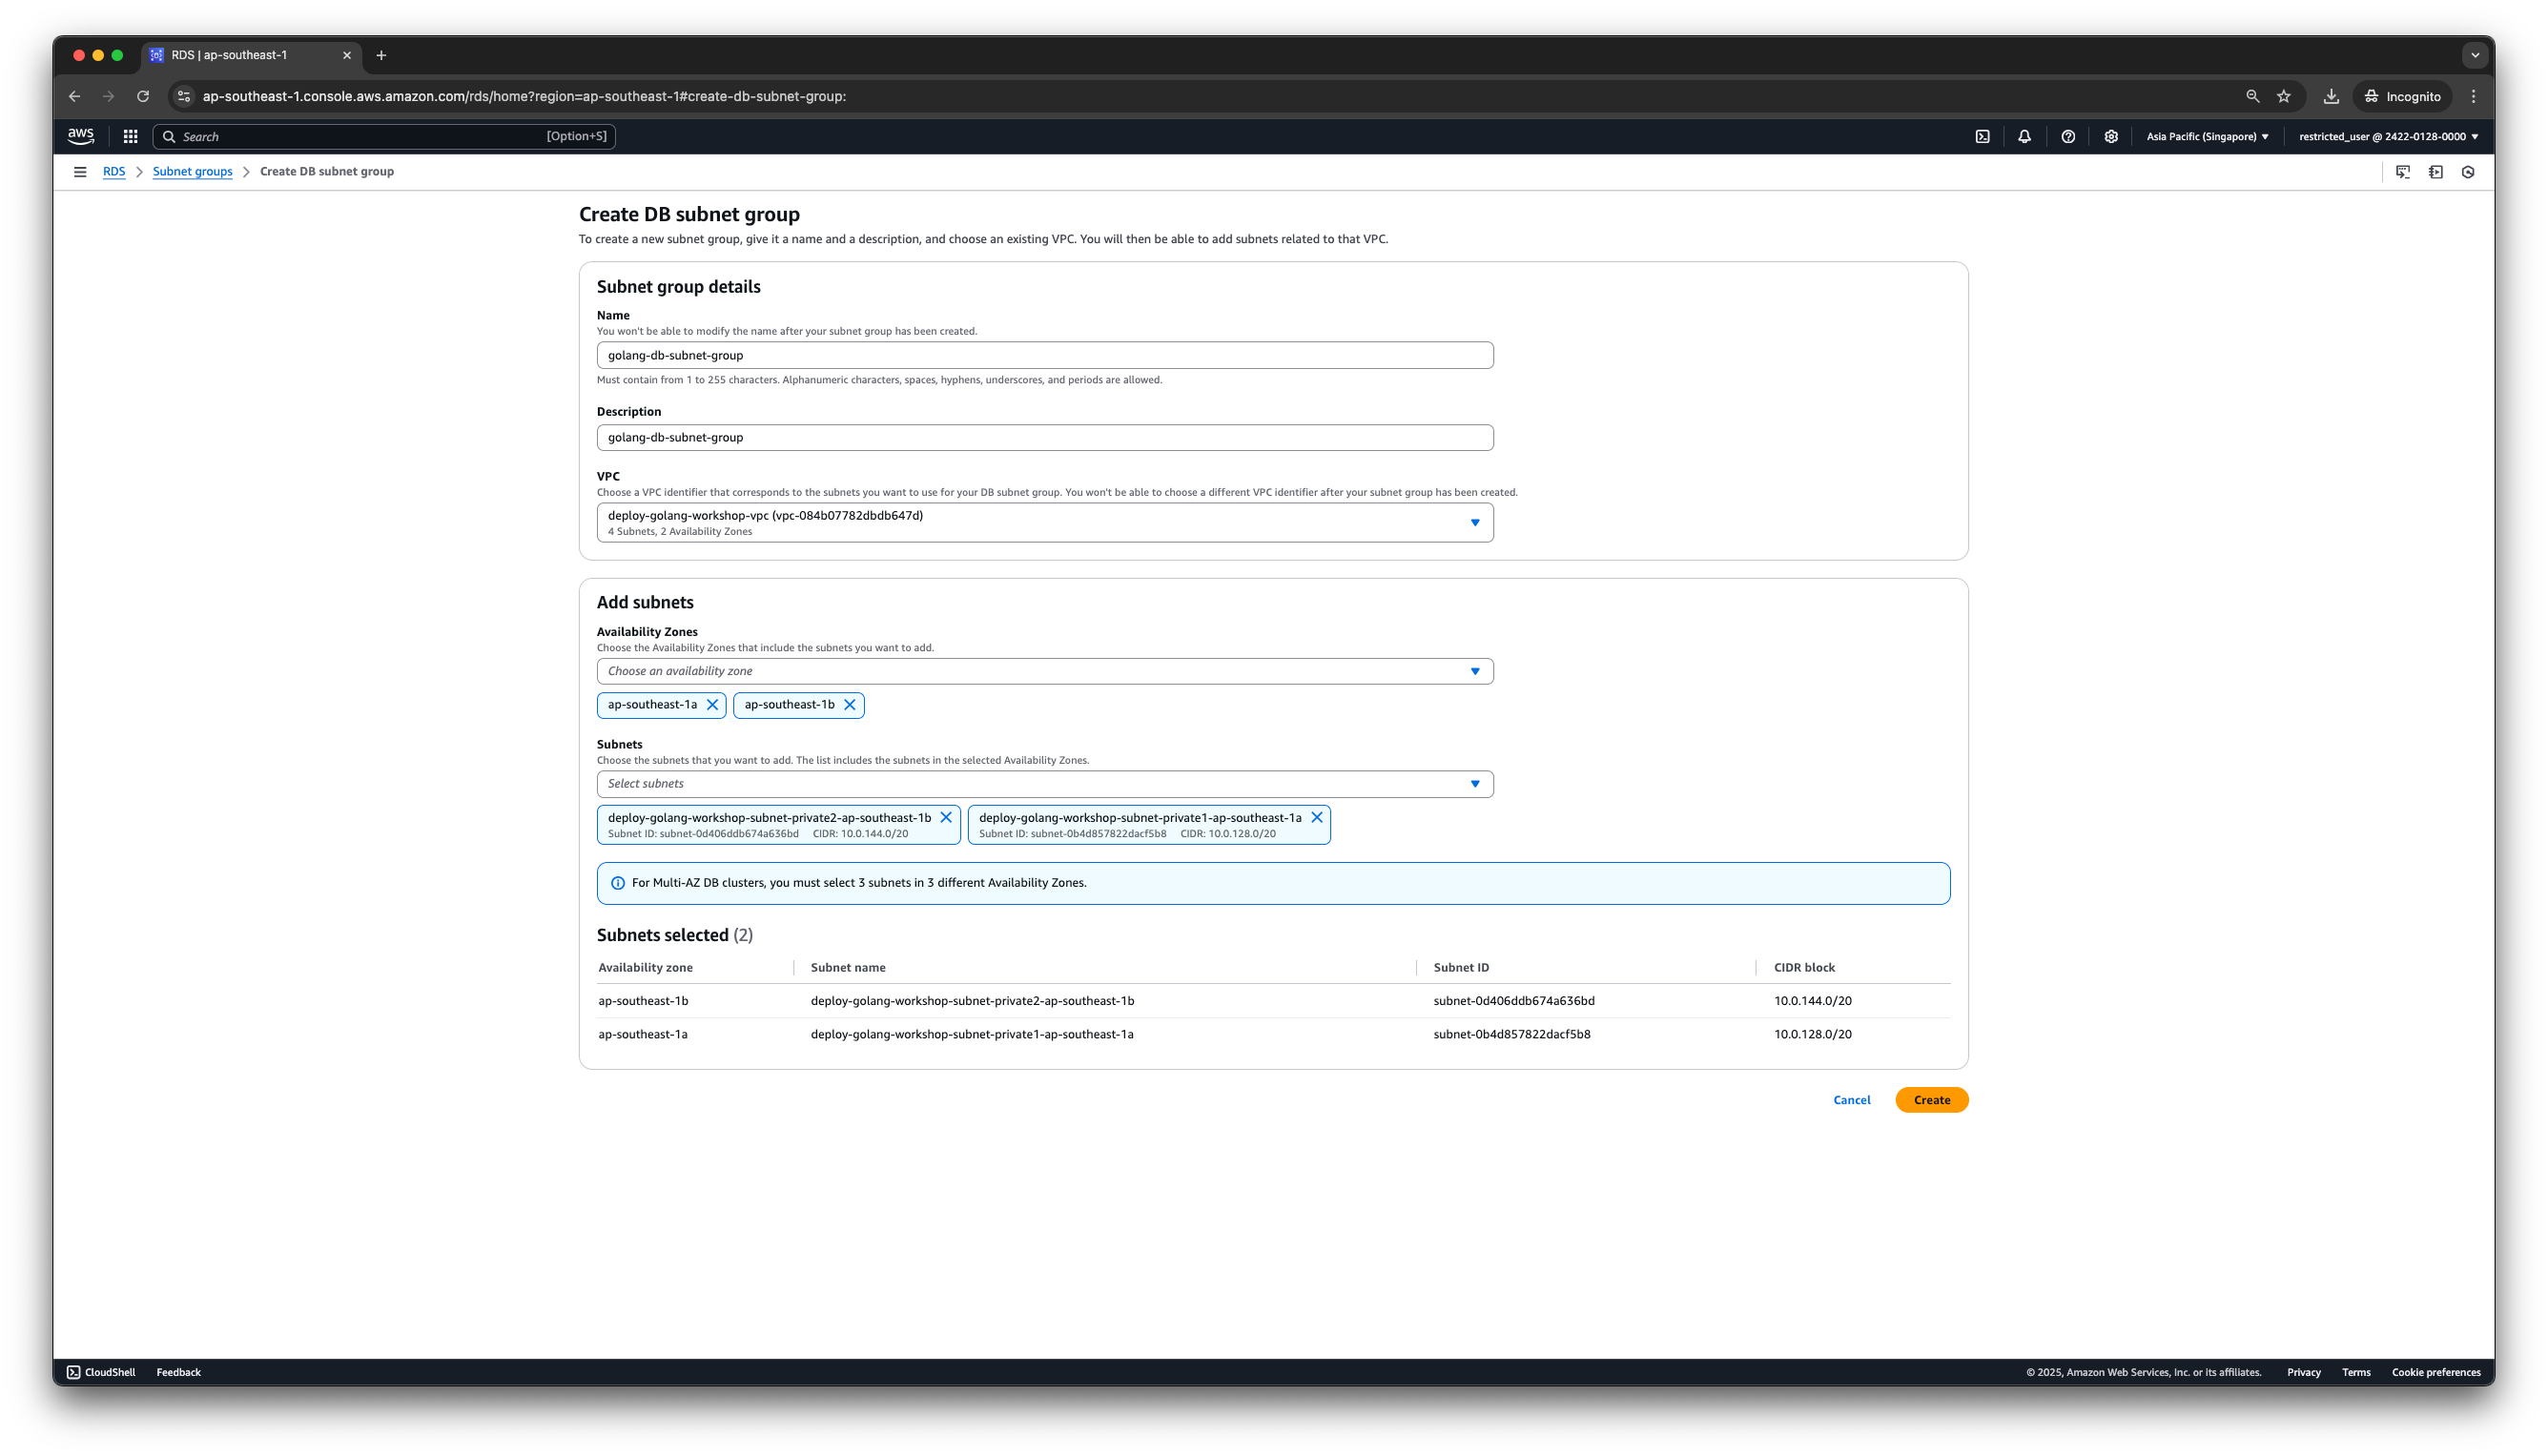 RDS | ap-southeast-1
ap-southeast-1.console.aws.amazon.com/rds/home?region=ap-southeast-1#create-db-subnet-group:
Incognito
aws
Search
[Option+S]
Asia Pacific (Singapore)
restricted_user @ 2422-0128-0000
RDS
Subnet groups
Create DB subnet group
Create DB subnet group
To create a new subnet group, give it a name and a description, and choose an existing VPC. You will then be able to add subnets related to that VPC.
Subnet group details
Name
You won't be able to modify the name after your subnet group has been created.
golang-db-subnet-group
Must contain from 1 to 255 characters. Alphanumeric characters, spaces, hyphens, underscores, and periods are allowed.
Description
golang-db-subnet-group
VPC
Choose a VPC identifier that corresponds to the subnets you want to use for your DB subnet group. You won't be able to choose a different VPC identifier after your subnet group has been created.
deploy-golang-workshop-vpc (vpc-084b07782dbdb647d)
4 Subnets, 2 Availability Zones
Add subnets
Availability Zones
Choose the Availability Zones that include the subnets you want to add.
Choose an availability zone
ap-southeast-1a
ap-southeast-1b
Subnets
Choose the subnets that you want to add. The list includes the subnets in the selected Availability Zones.
Select subnets
deploy-golang-workshop-subnet-private2-ap-southeast-1b
Subnet ID: subnet-0d406ddb674a636bd CIDR: 10.0.144.0/20
deploy-golang-workshop-subnet-private1-ap-southeast-1a
Subnet ID: subnet-0b4d857822dacf5b8 CIDR: 10.0.128.0/20
For Multi-AZ DB clusters, you must select 3 subnets in 3 different Availability Zones.
Subnets selected (2)
Availability zone Subnet name Subnet ID CIDR block
ap-southeast-1b deploy-golang-workshop-subnet-private2-ap-southeast-1b subnet-0d406ddb674a636bd 10.0.144.0/20
ap-southeast-1a deploy-golang-workshop-subnet-private1-ap-southeast-1a subnet-0b4d857822dacf5b8 10.0.128.0/20
Cancel
Create
CloudShell
Feedback
© 2025, Amazon Web Services, Inc. or its affiliates.
Privacy
Terms
Cookie preferences